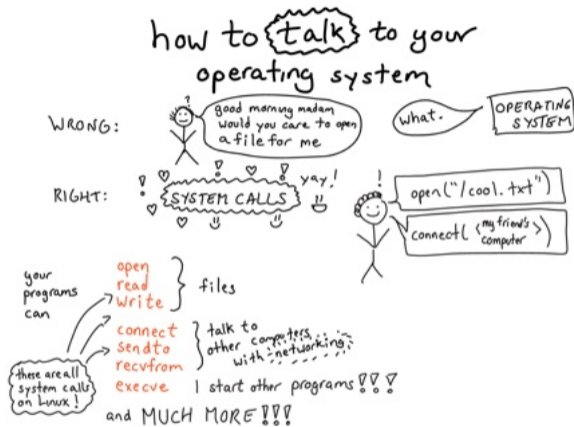 how to talk to your
operating system
WRONG:
?
good morning madam
would you care to open
a file for me
what.
OPERATING
SYSTEM
RIGHT:
! ! !
SYSTEM CALLS
yay!
!
open("/cool.txt")
connect( <my friend's
computer> )
your
programs
can
open
read
write
files
connect
sendto
recvfrom
talk to
other computers
with networking
execve
I start other programs!!!
these are all
system calls
on Linux!
and MUCH MORE!!!